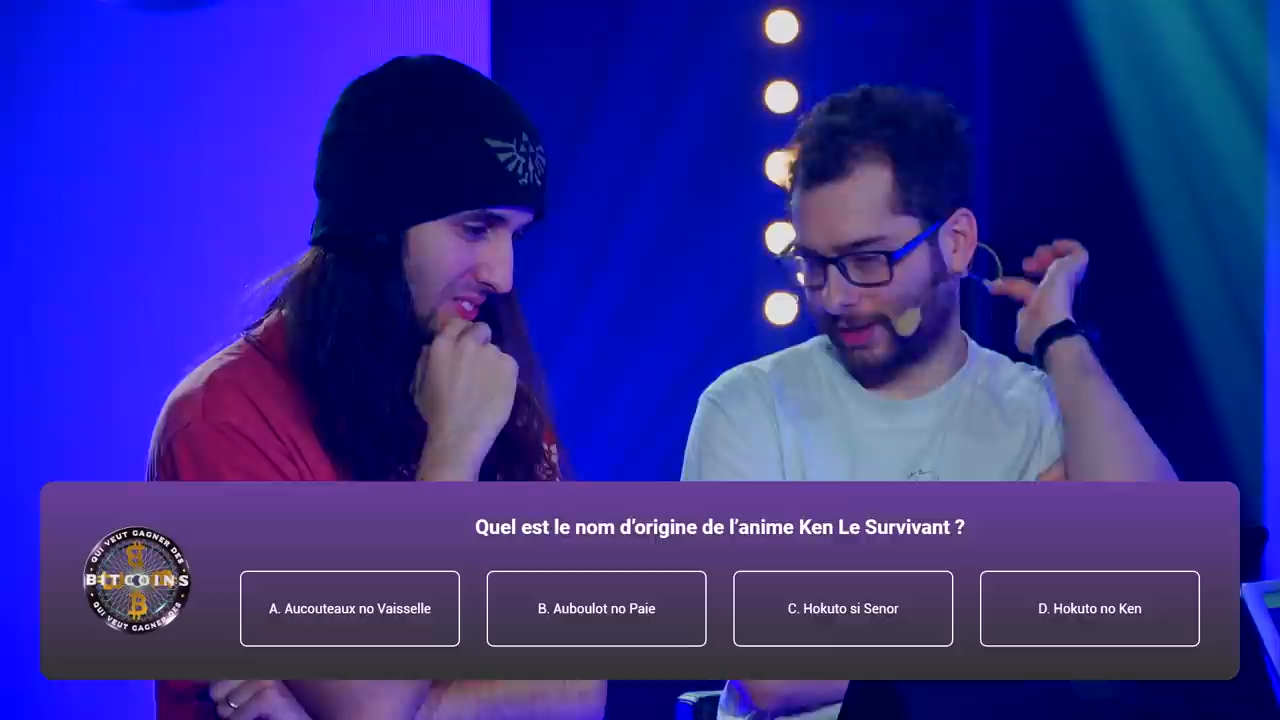 Quel est le nom d’origine de l’anime Ken Le Survivant ?
QUI VEUT GAGNER DES
BITCOINS
QUI VEUT GAGNER DES
A. Aucouteaux no Vaisselle
B. Auboulot no Paie
C. Hokuto si Senor
D. Hokuto no Ken